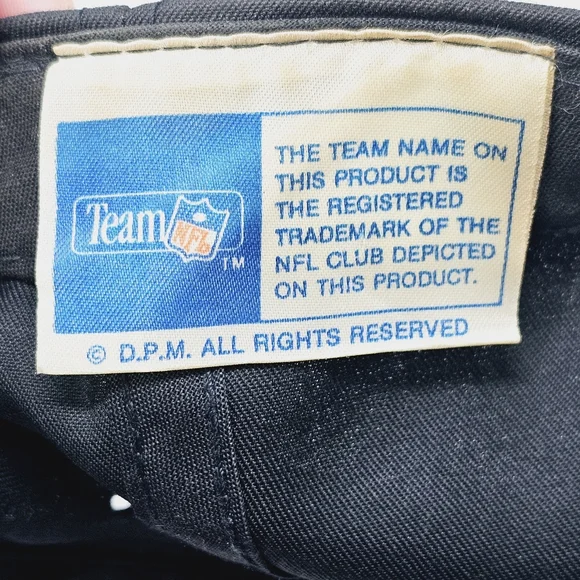 Team NFL TM
THE TEAM NAME ON
THIS PRODUCT IS
THE REGISTERED
TRADEMARK OF THE
NFL CLUB DEPICTED
ON THIS PRODUCT.
© D.P.M. ALL RIGHTS RESERVED